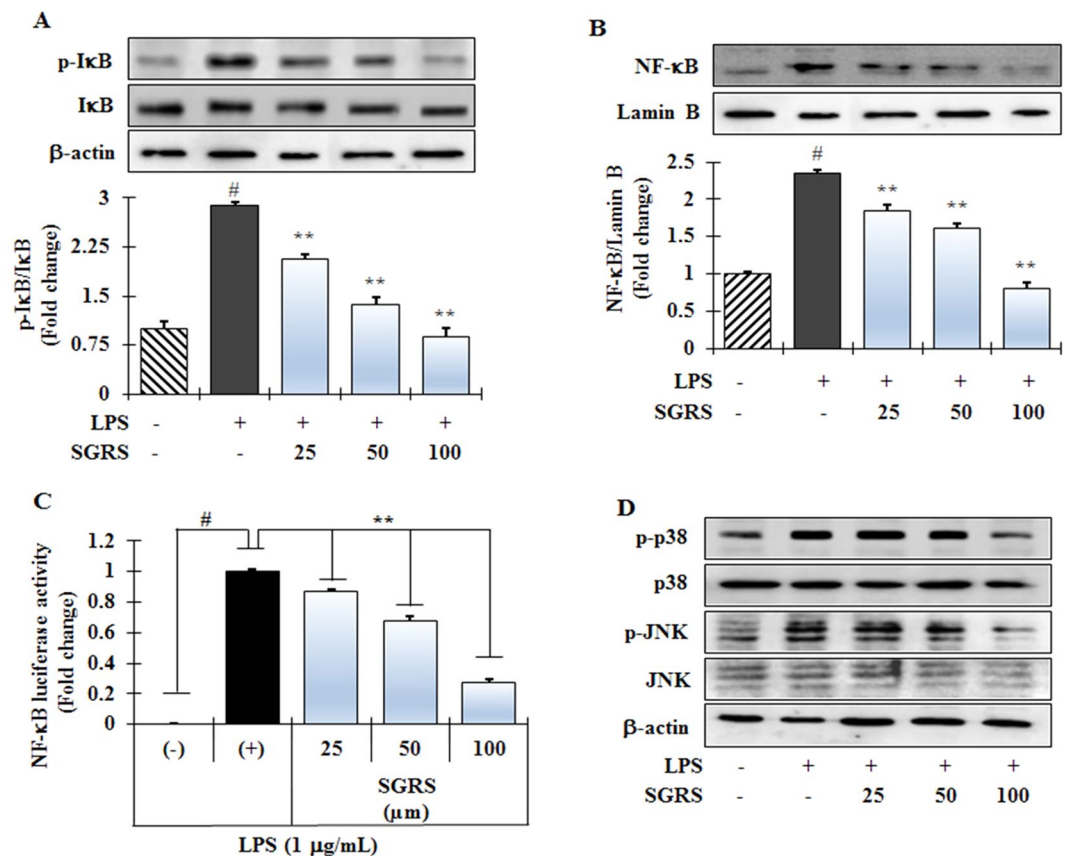 A
p-IκB
IκB
β-actin
3
2.25
1.5
0.75
0
p-IκB/IκB
(Fold change)
#
**
**
**
LPS - + + + +
SGRS - - 25 50 100
B
NF-κB
Lamin B
2.5
2
1.5
1
0.5
0
NF-κB/Lamin B
(Fold change)
#
**
**
**
LPS - + + + +
SGRS - - 25 50 100
C
# **
1.2
1
0.8
0.6
0.4
0.2
0
NF-κB luciferase activity
(Fold change)
(-) (+) 25 50 100
SGRS
(μm)
LPS (1 μg/mL)
D
p-p38
p38
p-JNK
JNK
β-actin
LPS - + + + +
SGRS - - 25 50 100